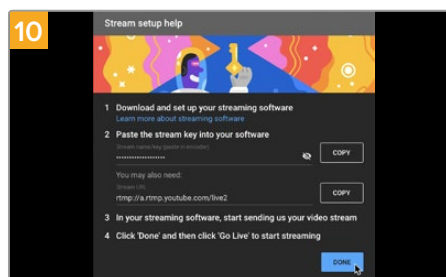 10
Stream setup help
1 Download and set up your streaming software
Learn more about streaming software
2 Paste the stream key into your software
Stream name/key (paste in encoder)
•••••••••••••••••••
COPY
You may also need:
Stream URL
rtmp://a.rtmp.youtube.com/live2
COPY
3 In your streaming software, start sending us your video stream
4 Click 'Done' and then click 'Go Live' to start streaming
DONE